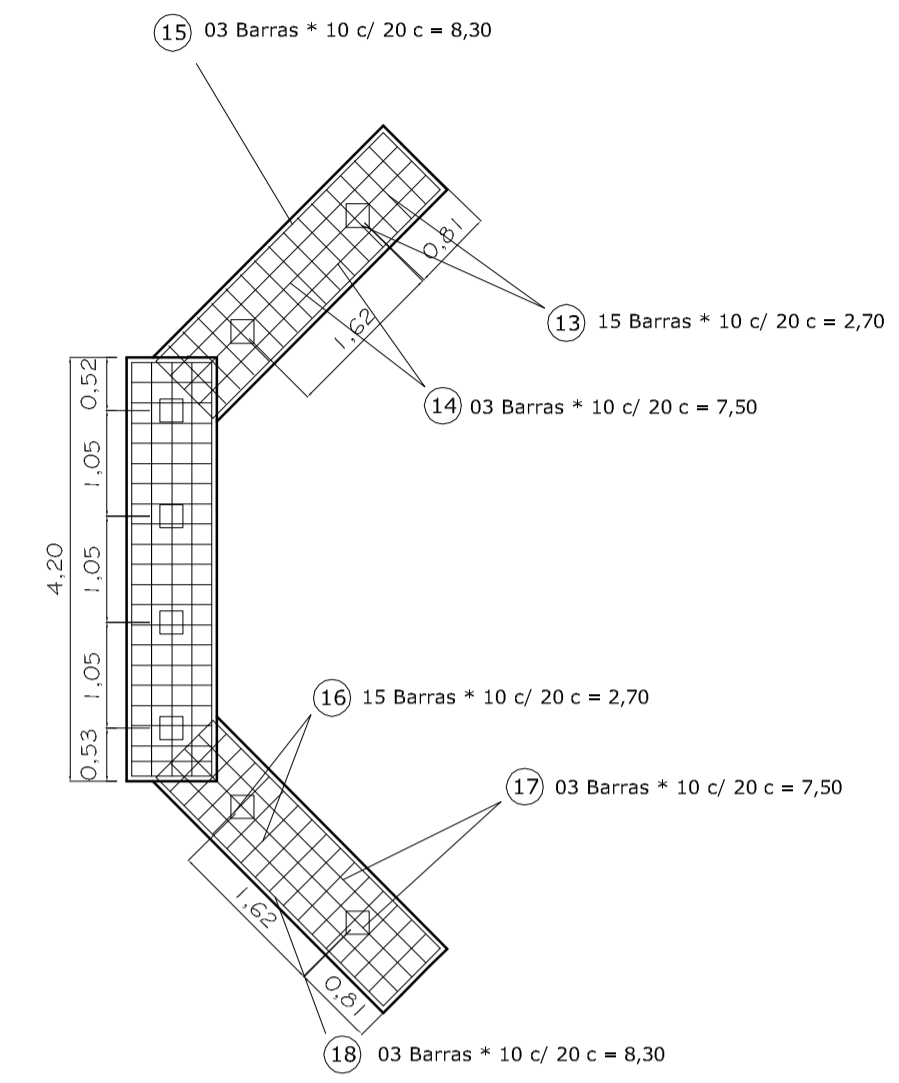 15 03 Barras * 10 c/ 20 c = 8,30
0,81
1,62
13 15 Barras * 10 c/ 20 c = 2,70
14 03 Barras * 10 c/ 20 c = 7,50
0,52
1,05
1,05
4,20
1,05
0,53
16 15 Barras * 10 c/ 20 c = 2,70
17 03 Barras * 10 c/ 20 c = 7,50
1,62
0,81
18 03 Barras * 10 c/ 20 c = 8,30